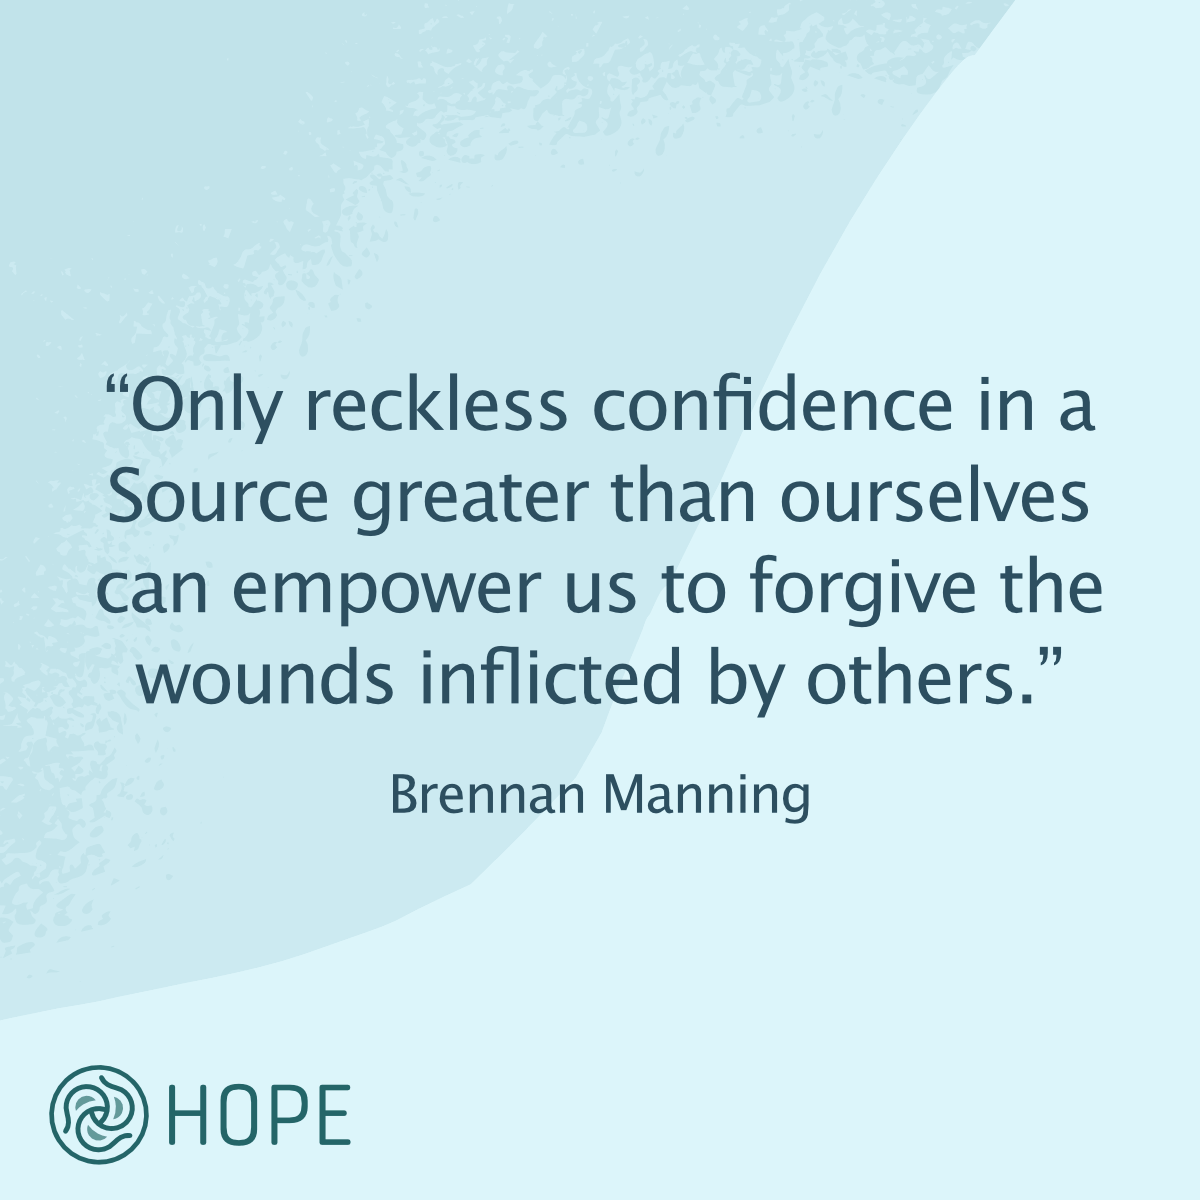 “Only reckless confidence in a
Source greater than ourselves
can empower us to forgive the
wounds inflicted by others.”
Brennan Manning
HOPE